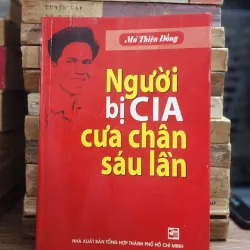 Mã Thiện Đồng
Người
bị CIA
cưa chân
sáu lần
NHÀ XUẤT BẢN TỔNG HỢP THÀNH PHỐ HỒ CHÍ MINH